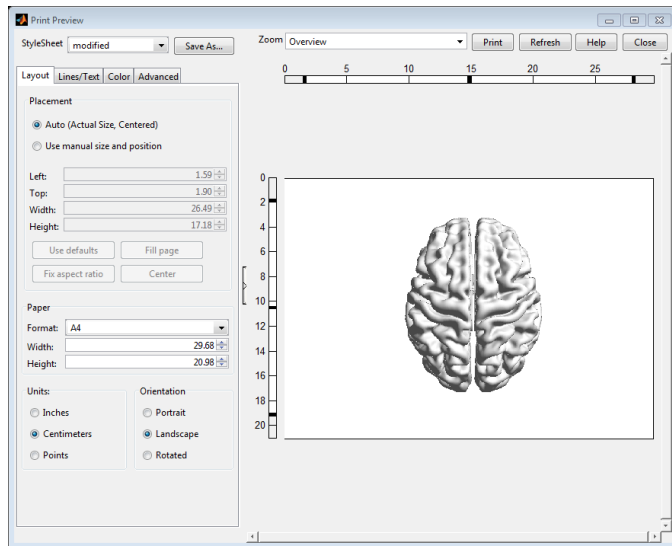 Print Preview
StyleSheet modified Save As... Zoom Overview Print Refresh Help Close
Layout Lines/Text Color Advanced
Placement
Auto (Actual Size, Centered)
Use manual size and position
Left: 1.59
Top: 1.90
Width: 26.49
Height: 17.18
Use defaults Fill page
Fix aspect ratio Center
Paper
Format: A4
Width: 29.68
Height: 20.98
Units: Orientation
Inches Portrait
Centimeters Landscape
Points Rotated
0 5 10 15 20 25
0
2
4
6
8
10
12
14
16
18
20